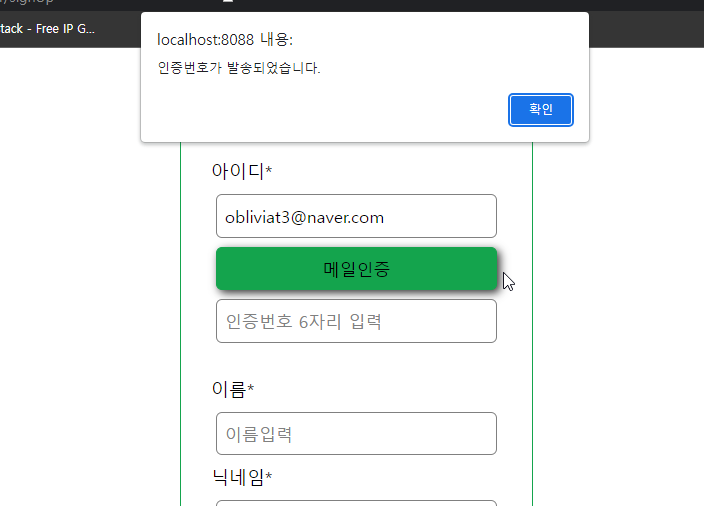 tack - Free IP G...
localhost:8088 내용:
인증번호가 발송되었습니다.
확인
아이디*
obliviat3@naver.com
메일인증
인증번호 6자리 입력
이름*
이름입력
닉네임*